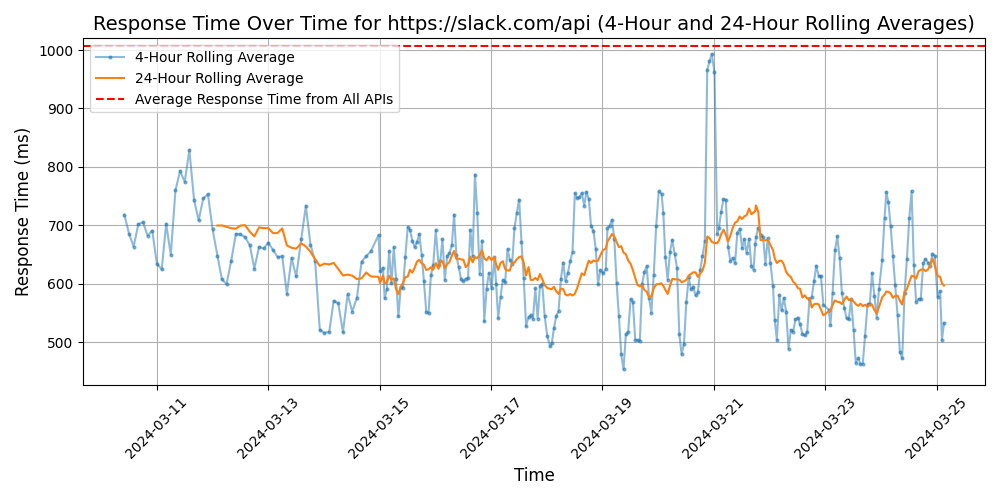 Response Time Over Time for https://slack.com/api (4-Hour and 24-Hour Rolling Averages)
4-Hour Rolling Average
24-Hour Rolling Average
Average Response Time from All APIs
Response Time (ms)
1000
900
800
700
600
500
2024-03-11
2024-03-13
2024-03-15
2024-03-17
2024-03-19
2024-03-21
2024-03-23
2024-03-25
Time